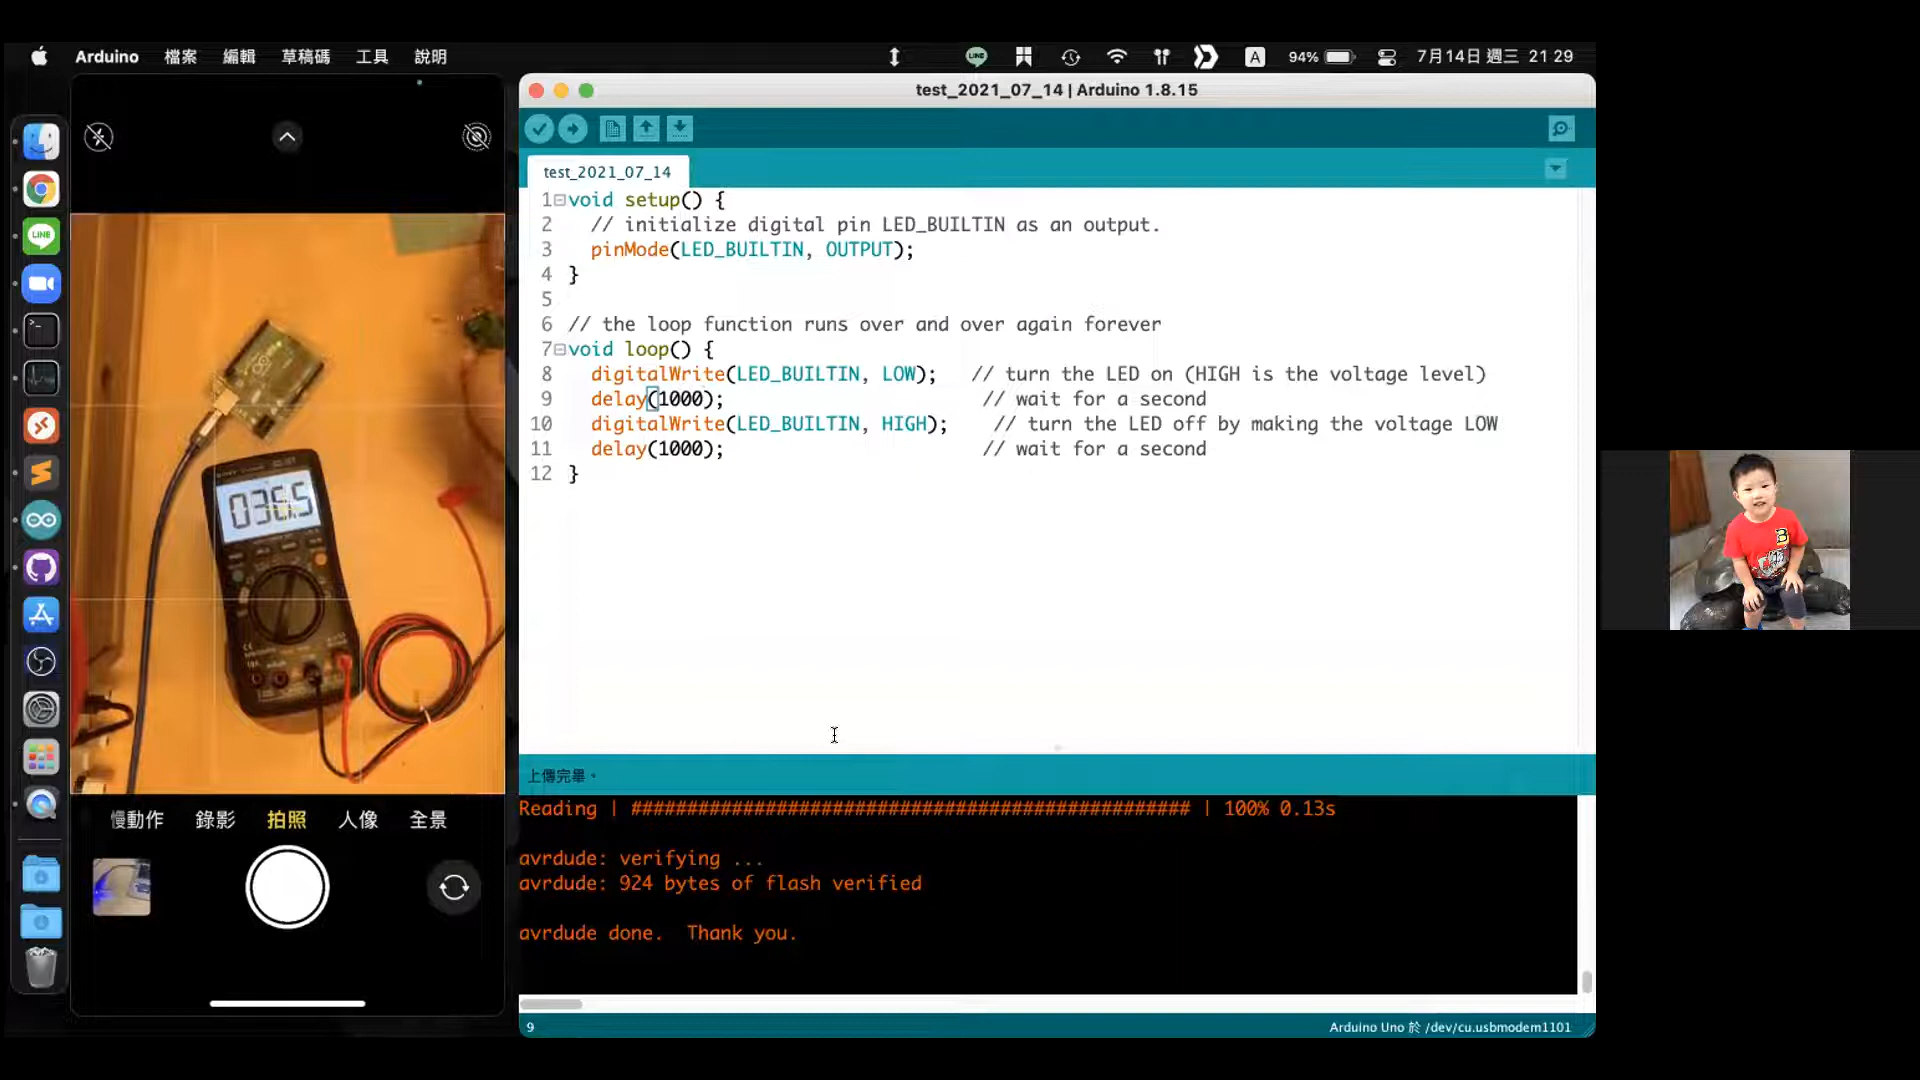 Arduino 檔案 編輯 草稿碼 工具 說明
LINE A 94% 7月14日 週三 21 29
test_2021_07_14 | Arduino 1.8.15
test_2021_07_14
1 void setup() {
2 // initialize digital pin LED_BUILTIN as an output.
3 pinMode(LED_BUILTIN, OUTPUT);
4 }
5
6 // the loop function runs over and over again forever
7 void loop() {
8 digitalWrite(LED_BUILTIN, LOW); // turn the LED on (HIGH is the voltage level)
9 delay(1000); // wait for a second
10 digitalWrite(LED_BUILTIN, HIGH); // turn the LED off by making the voltage LOW
11 delay(1000); // wait for a second
12 }
LINE
036.5
慢動作 錄影 拍照 人像 全景
上傳完畢。
Reading | ################################################## | 100% 0.13s
avrdude: verifying ...
avrdude: 924 bytes of flash verified
avrdude done. Thank you.
9
Arduino Uno 於 /dev/cu.usbmodem1101
B